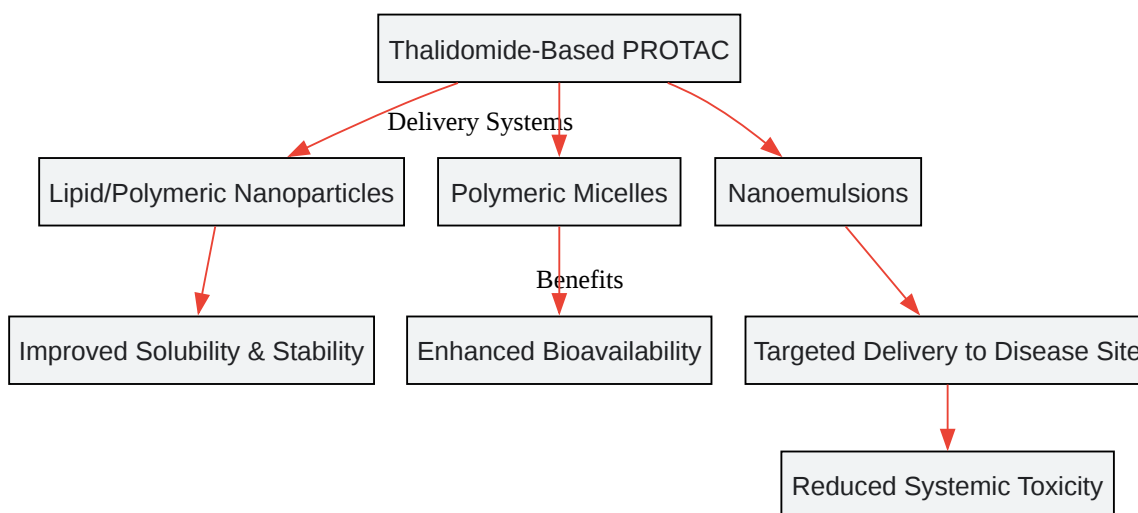 Thalidomide-Based PROTAC
Delivery Systems
Lipid/Polymeric Nanoparticles
Polymeric Micelles
Nanoemulsions
Benefits
Improved Solubility & Stability
Enhanced Bioavailability
Targeted Delivery to Disease Site
Reduced Systemic Toxicity